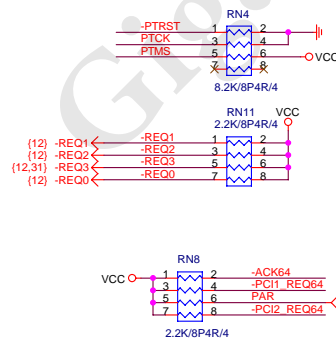 RN4
-PTRST 1 2
PTCK 3 4
PTMS 5 6 VCC
7 8
8.2K/8P4R/4
RN11 VCC
2.2K/8P4R/4
{12} -REQ1 -REQ1 1 2
{12} -REQ2 -REQ2 3 4
{12,31} -REQ3 -REQ3 5 6
{12} -REQ0 -REQ0 7 8
RN8
VCC 1 2 -ACK64
3 4 -PCI1_REQ64
5 6 PAR
7 8 -PCI2_REQ64
2.2K/8P4R/4
Giga